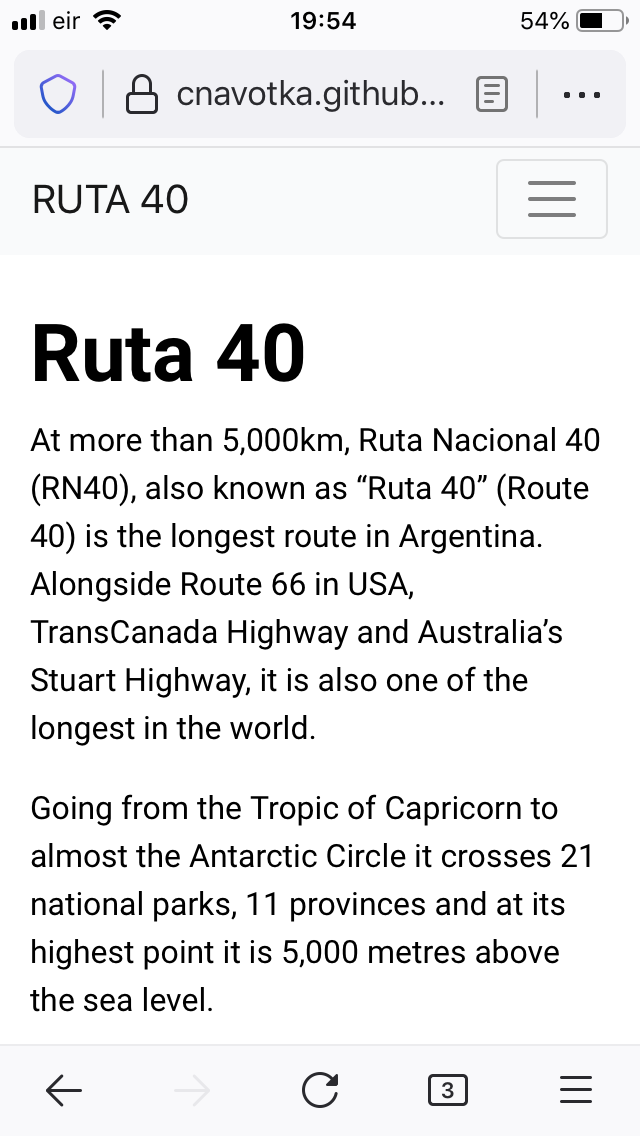 eir 19:54 54%
cnavotka.github...
RUTA 40
Ruta 40
At more than 5,000km, Ruta Nacional 40
(RN40), also known as “Ruta 40” (Route
40) is the longest route in Argentina.
Alongside Route 66 in USA,
TransCanada Highway and Australia’s
Stuart Highway, it is also one of the
longest in the world.
Going from the Tropic of Capricorn to
almost the Antarctic Circle it crosses 21
national parks, 11 provinces and at its
highest point it is 5,000 metres above
the sea level.
3